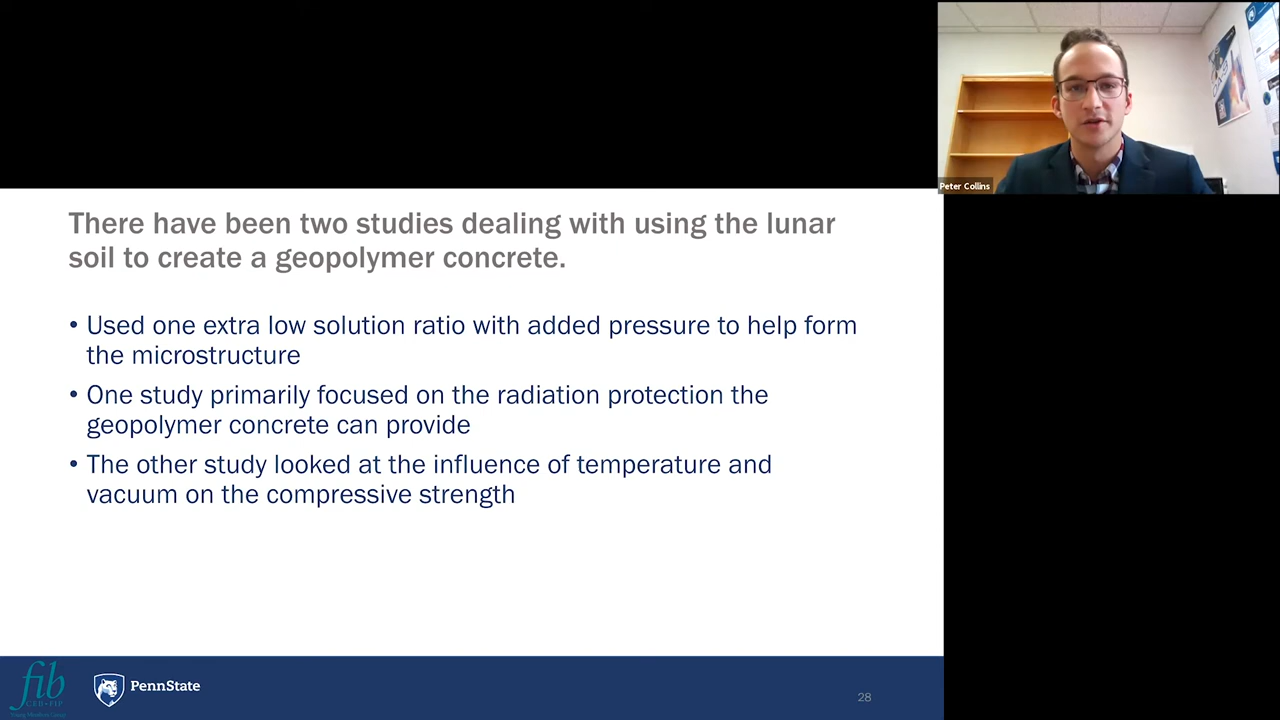 Peter Collins
There have been two studies dealing with using the lunar
soil to create a geopolymer concrete.
• Used one extra low solution ratio with added pressure to help form
the microstructure
• One study primarily focused on the radiation protection the
geopolymer concrete can provide
• The other study looked at the influence of temperature and
vacuum on the compressive strength
fib
CEB-FIP
PennState
28